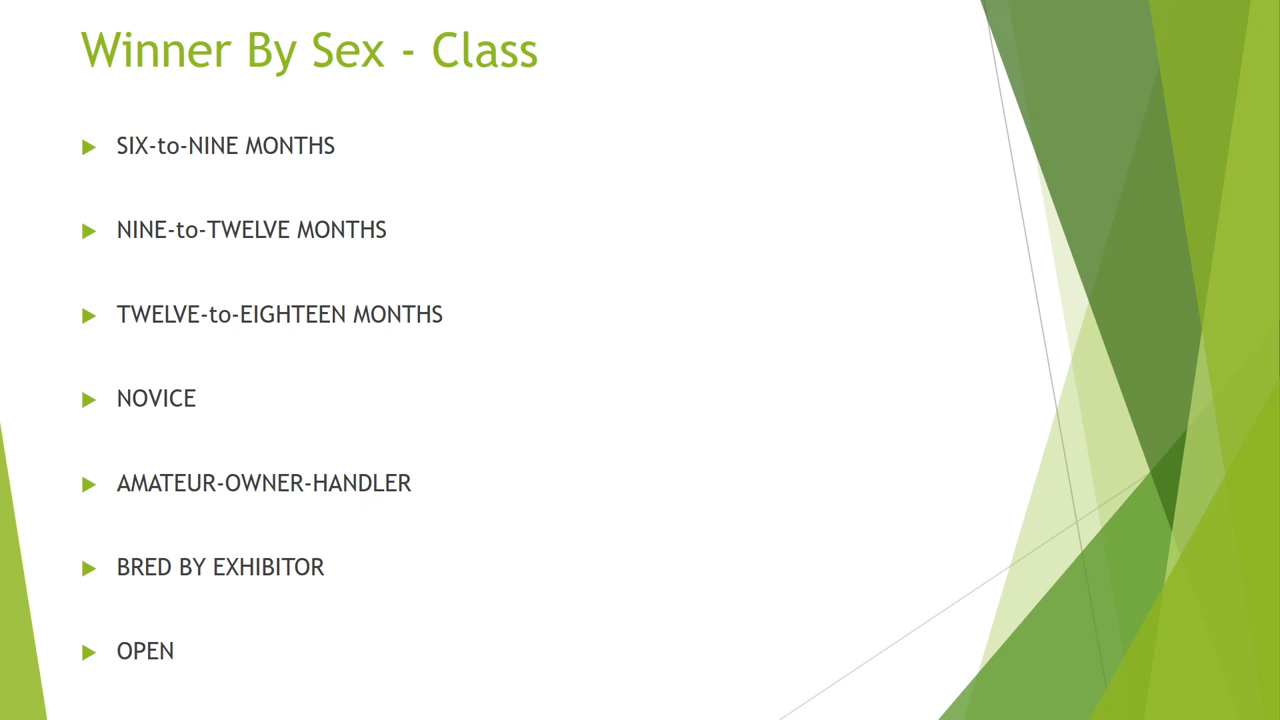 Winner By Sex - Class
SIX-to-NINE MONTHS
NINE-to-TWELVE MONTHS
TWELVE-to-EIGHTEEN MONTHS
NOVICE
AMATEUR-OWNER-HANDLER
BRED BY EXHIBITOR
OPEN